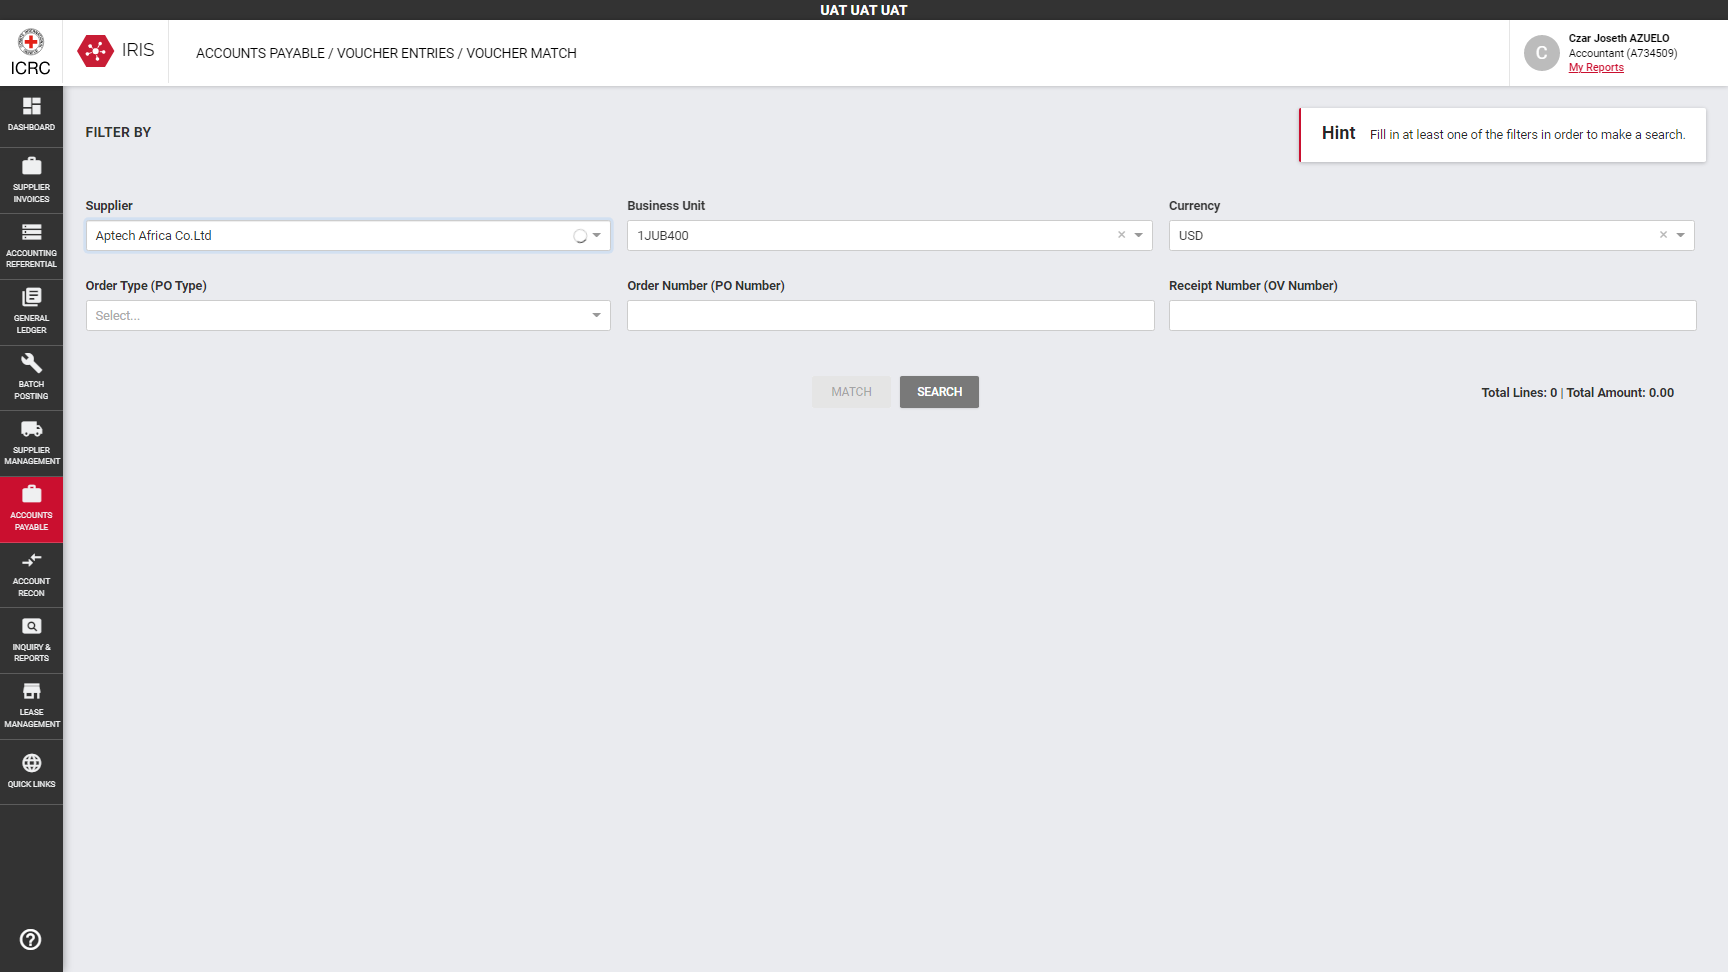 UAT UAT UAT
ICRC
IRIS
ACCOUNTS PAYABLE / VOUCHER ENTRIES / VOUCHER MATCH
C
Czar Joseth AZUELO
Accountant (A734509)
My Reports
DASHBOARD
SUPPLIER
INVOICES
ACCOUNTING
REFERENTIAL
GENERAL
LEDGER
BATCH
POSTING
SUPPLIER
MANAGEMENT
ACCOUNTS
PAYABLE
ACCOUNT
RECON
INQUIRY &
REPORTS
LEASE
MANAGEMENT
QUICK LINKS
FILTER BY
Hint Fill in at least one of the filters in order to make a search.
Supplier
Aptech Africa Co.Ltd
Business Unit
1JUB400
Currency
USD
Order Type (PO Type)
Select...
Order Number (PO Number)
Receipt Number (OV Number)
MATCH
SEARCH
Total Lines: 0 | Total Amount: 0.00